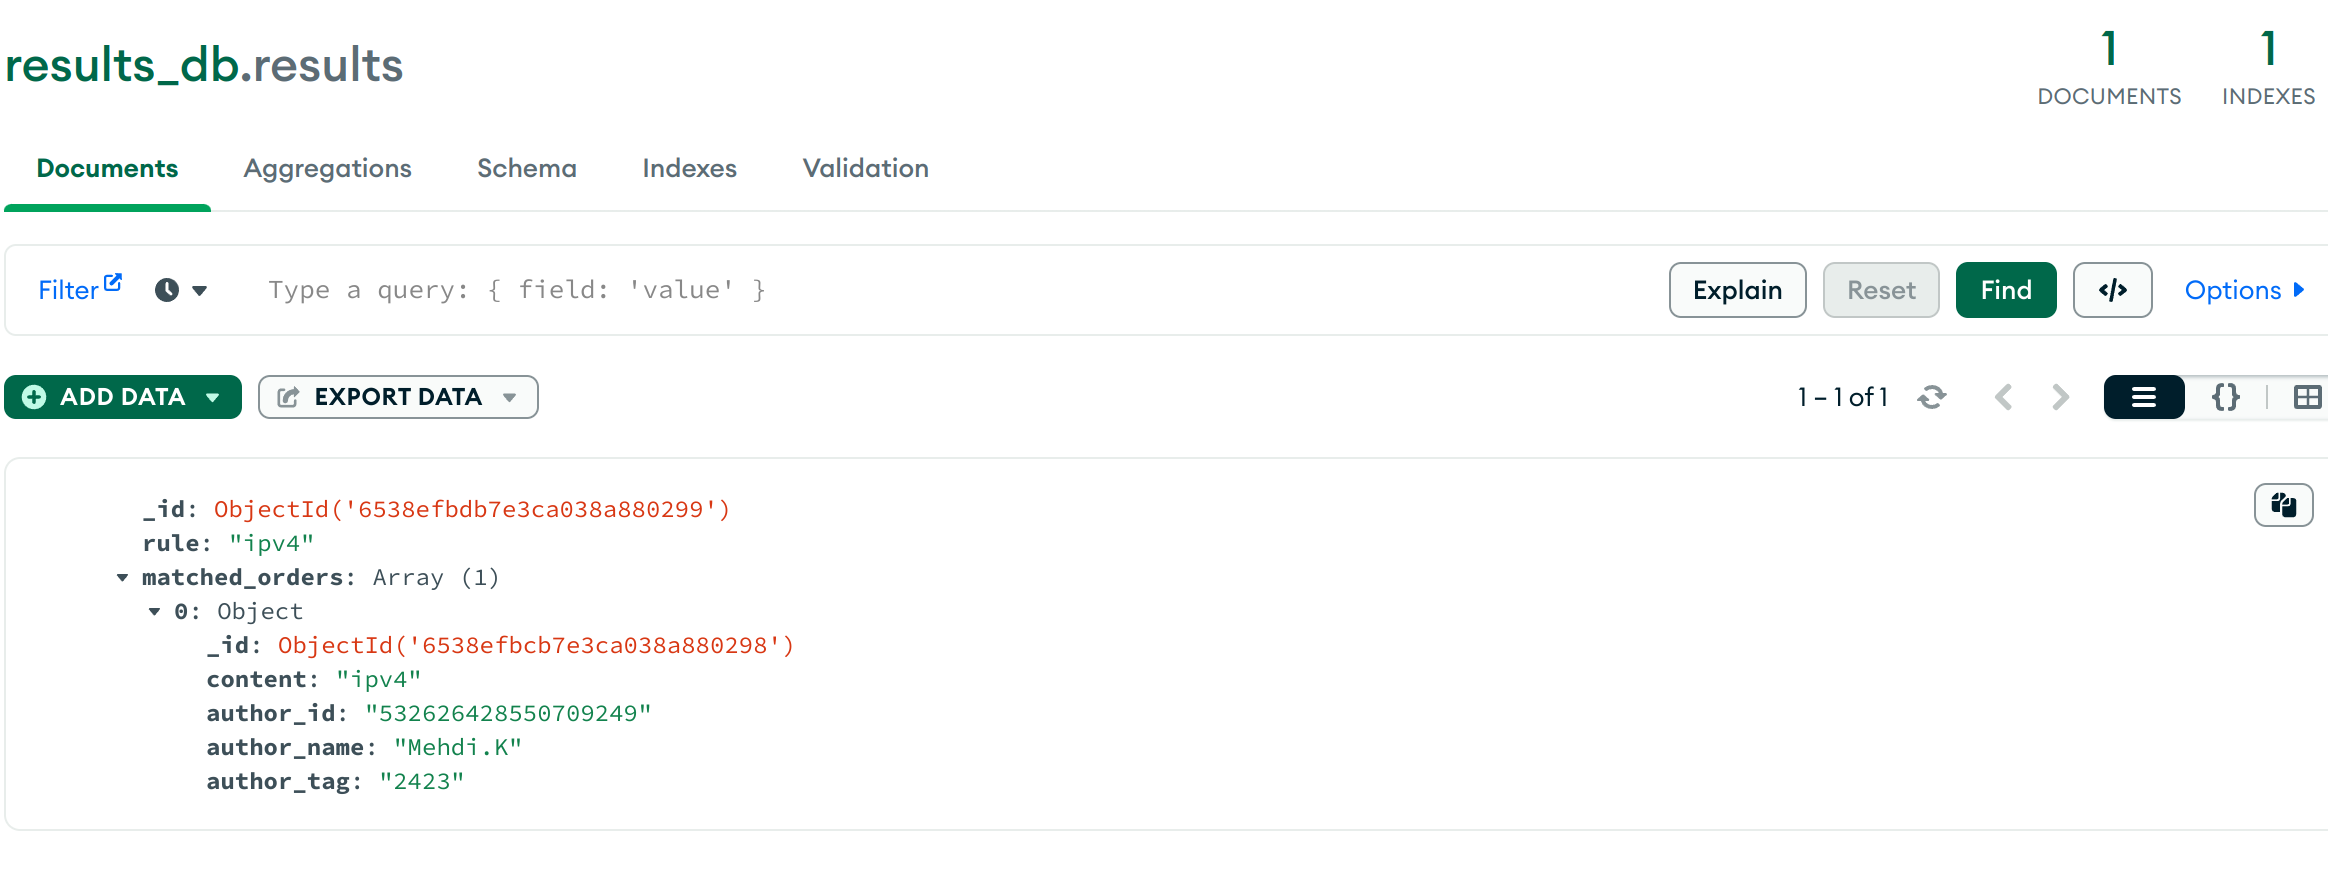 results_db.results
1
DOCUMENTS
1
INDEXES
Documents Aggregations Schema Indexes Validation
Filter Type a query: { field: 'value' } Explain Reset Find </> Options
ADD DATA EXPORT DATA 1 – 1 of 1 {}
_id: ObjectId('6538efbdb7e3ca038a880299')
rule: "ipv4"
matched_orders: Array (1)
0: Object
_id: ObjectId('6538efbcb7e3ca038a880298')
content: "ipv4"
author_id: "532626428550709249"
author_name: "Mehdi.K"
author_tag: "2423"